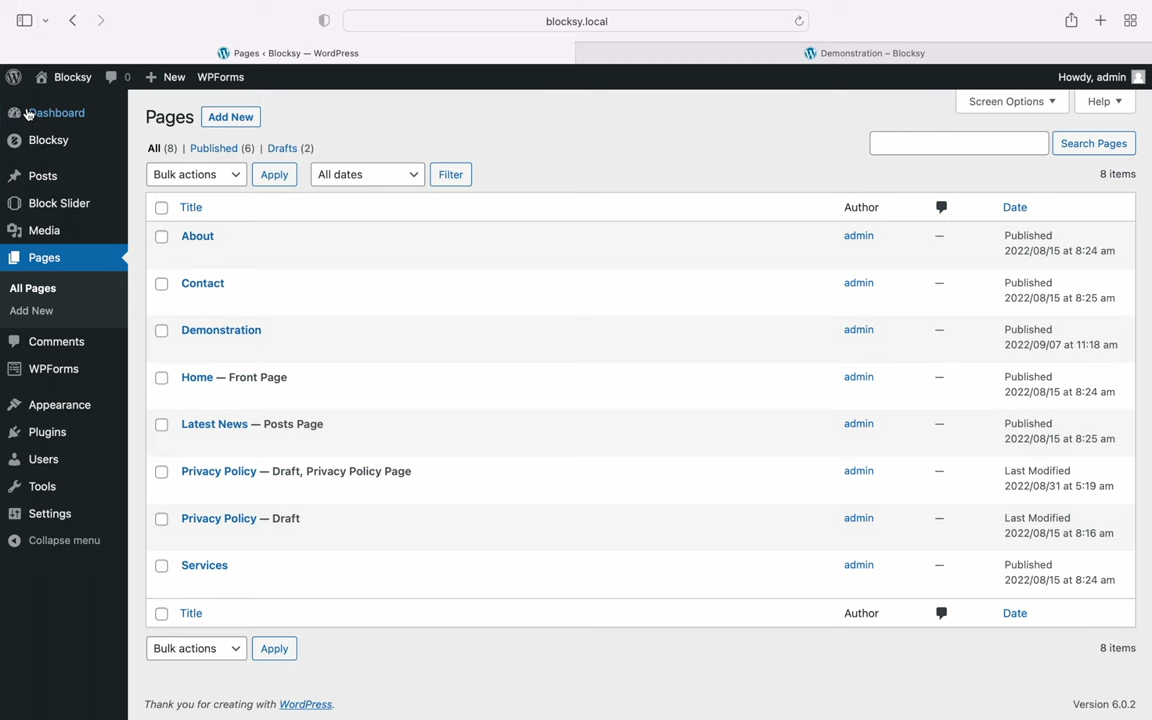 blocksy.local
Pages < Blocksy — WordPress
Demonstration – Blocksy
Blocksy 0 New WPForms Howdy, admin
Dashboard
Blocksy
Posts
Block Slider
Media
Pages
All Pages
Add New
Comments
WPForms
Appearance
Plugins
Users
Tools
Settings
Collapse menu
Screen Options Help
Pages Add New
All (8) | Published (6) | Drafts (2)
Search Pages
Bulk actions Apply All dates Filter 8 items
Title Author Date
About admin — Published
2022/08/15 at 8:24 am
Contact admin — Published
2022/08/15 at 8:25 am
Demonstration admin — Published
2022/09/07 at 11:18 am
Home — Front Page admin — Published
2022/08/15 at 8:24 am
Latest News — Posts Page admin — Published
2022/08/15 at 8:25 am
Privacy Policy — Draft, Privacy Policy Page admin — Last Modified
2022/08/31 at 5:19 am
Privacy Policy — Draft admin — Last Modified
2022/08/15 at 8:16 am
Services admin — Published
2022/08/15 at 8:24 am
Title Author Date
Bulk actions Apply 8 items
Thank you for creating with WordPress. Version 6.0.2